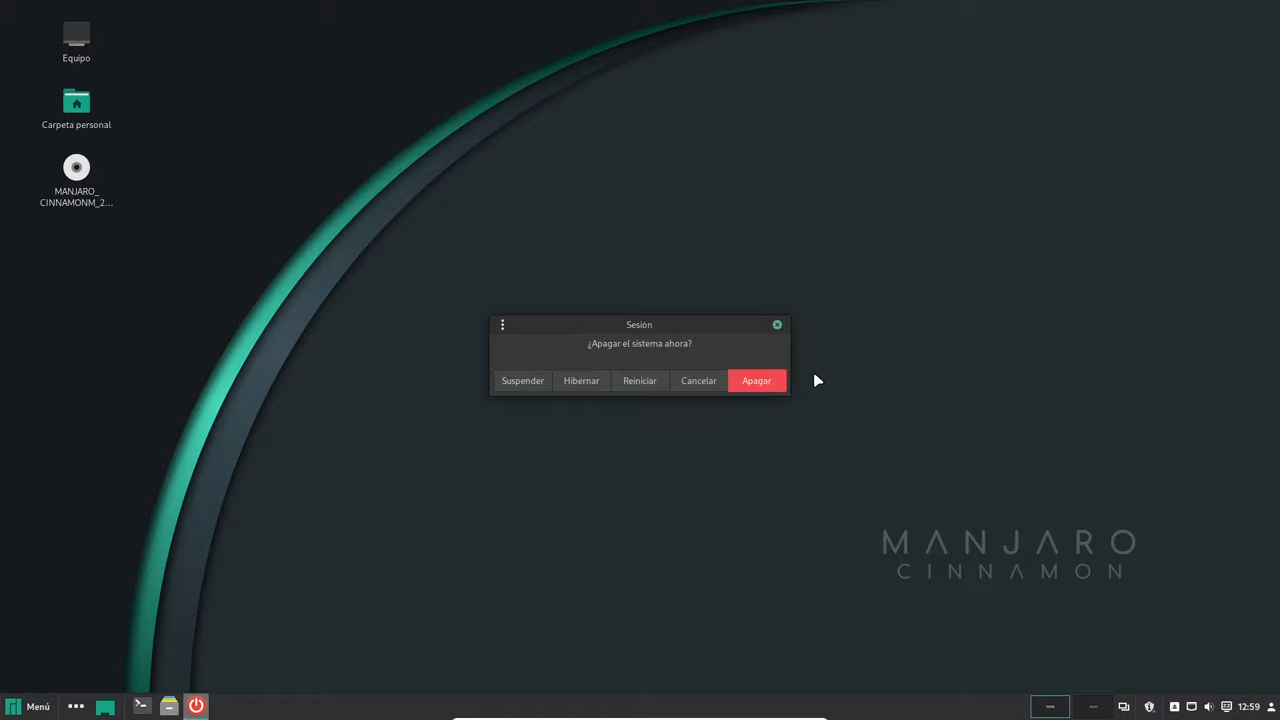 Equipo
Carpeta personal
MANJARO_
CINNAMONM_2...
Sesión
¿Apagar el sistema ahora?
Suspender Hibernar Reiniciar Cancelar Apagar
MANJARO
CINNAMON
Menú
12:59